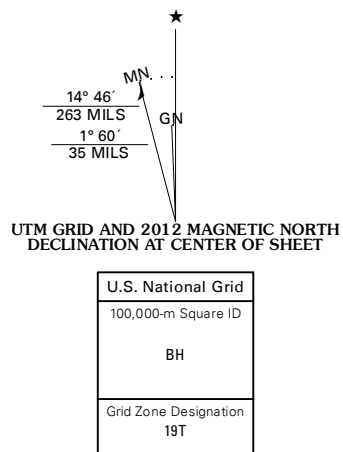 ★
MN
14° 46´
263 MILS
GN
1° 60´
35 MILS
UTM GRID AND 2012 MAGNETIC NORTH
DECLINATION AT CENTER OF SHEET
U.S. National Grid
100,000-m Square ID
BH
Grid Zone Designation
19T